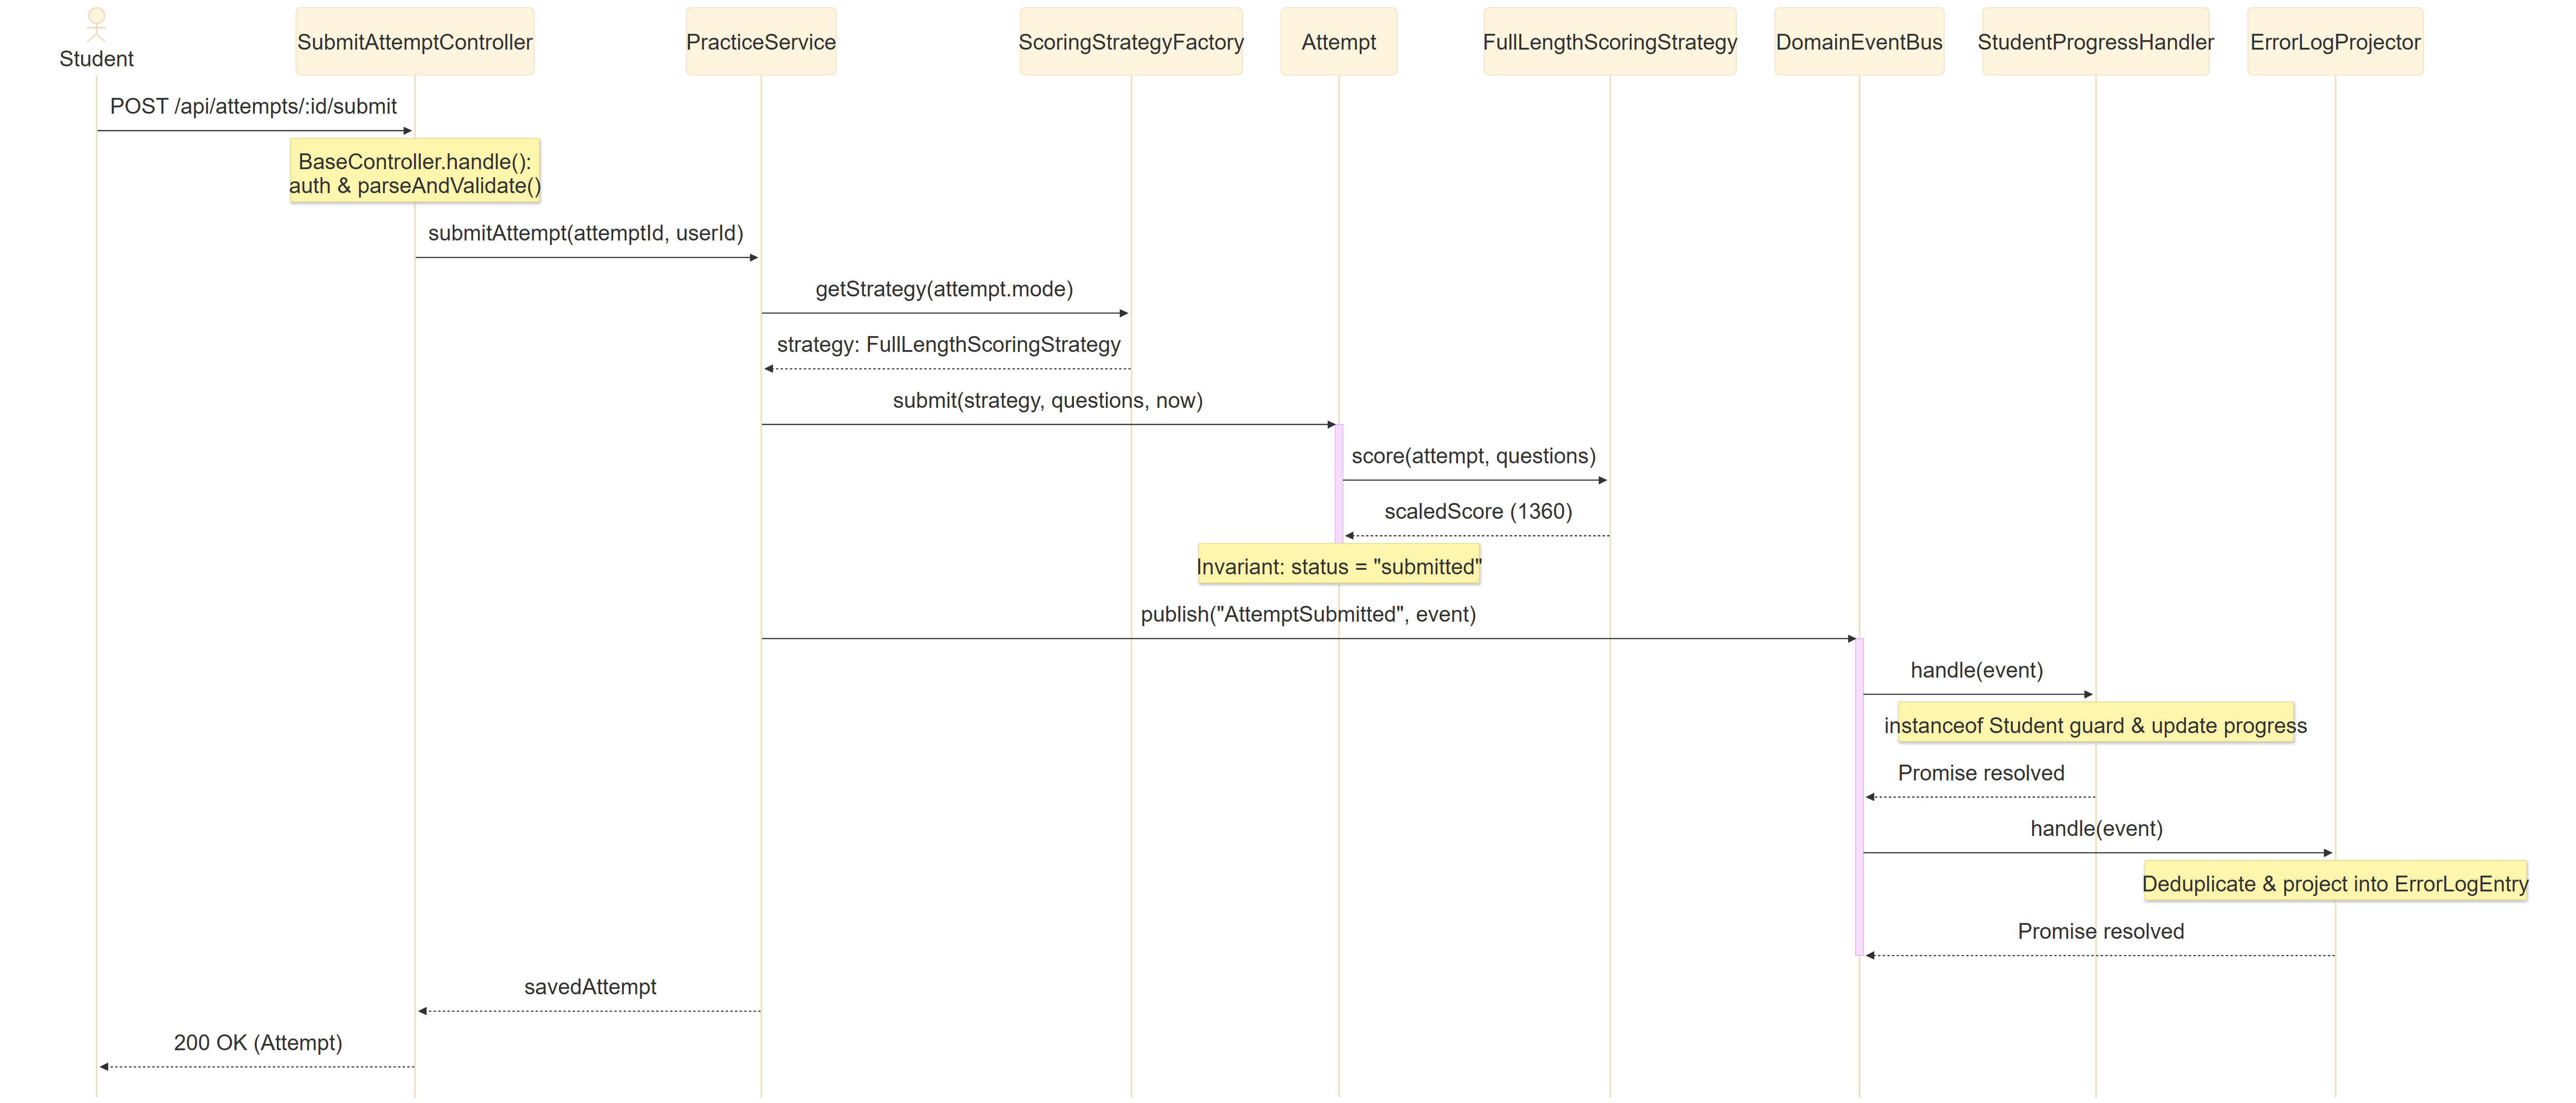 Student
SubmitAttemptController
PracticeService
ScoringStrategyFactory
Attempt
FullLengthScoringStrategy
DomainEventBus
StudentProgressHandler
ErrorLogProjector
POST /api/attempts/:id/submit
BaseController.handle():
auth & parseAndValidate()
submitAttempt(attemptId, userId)
getStrategy(attempt.mode)
strategy: FullLengthScoringStrategy
submit(strategy, questions, now)
score(attempt, questions)
scaledScore (1360)
Invariant: status = "submitted"
publish("AttemptSubmitted", event)
handle(event)
instanceof Student guard & update progress
Promise resolved
handle(event)
Deduplicate & project into ErrorLogEntry
Promise resolved
savedAttempt
200 OK (Attempt)